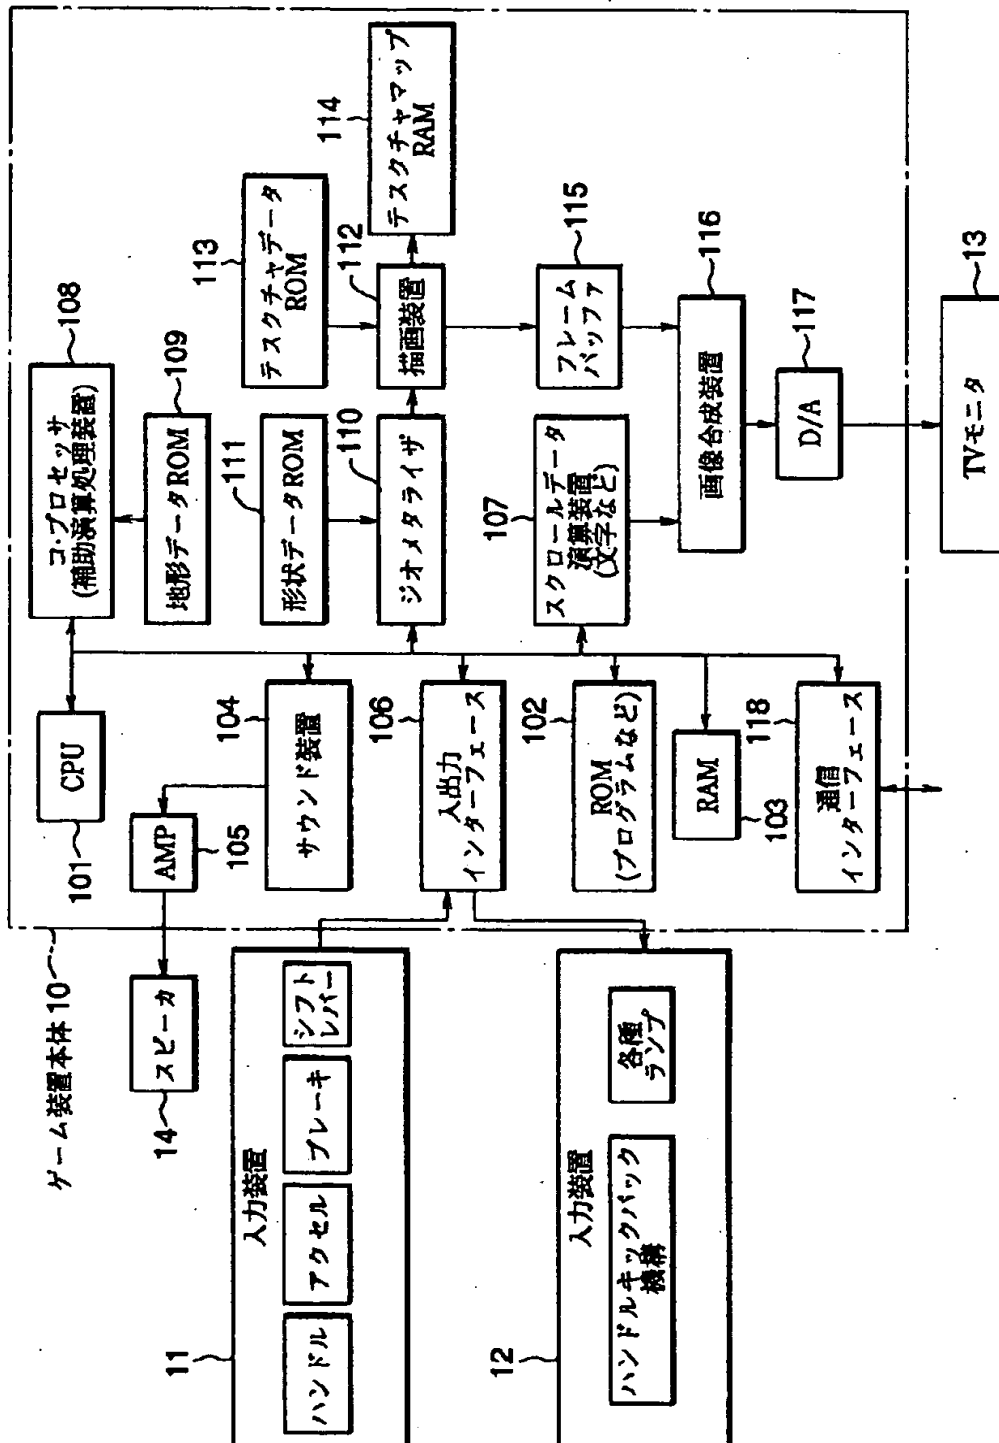 ゲーム装置本体10
14
スピーカ
AMP
105
101
CPU
104
サウンド装置
11
入力装置
ハンドル
アクセル
ブレーキ
シフト
レバー
106
入出力
インターフェース
12
入力装置
ハンドルキックバック
機構
各種
ランプ
102
ROM
(プログラムなど)
RAM
103
118
通信
インターフェース
108
コ・プロセッサ
(補助演算処理装置)
109
地形データROM
111
形状データROM
110
ジオメタライザ
113
テスクチャデータ
ROM
112
描画装置
114
テスクチャマップ
RAM
107
スクロールデータ
演算装置
(文字など)
115
フレーム
バッファ
116
画像合成装置
117
D/A
13
TVモニタ